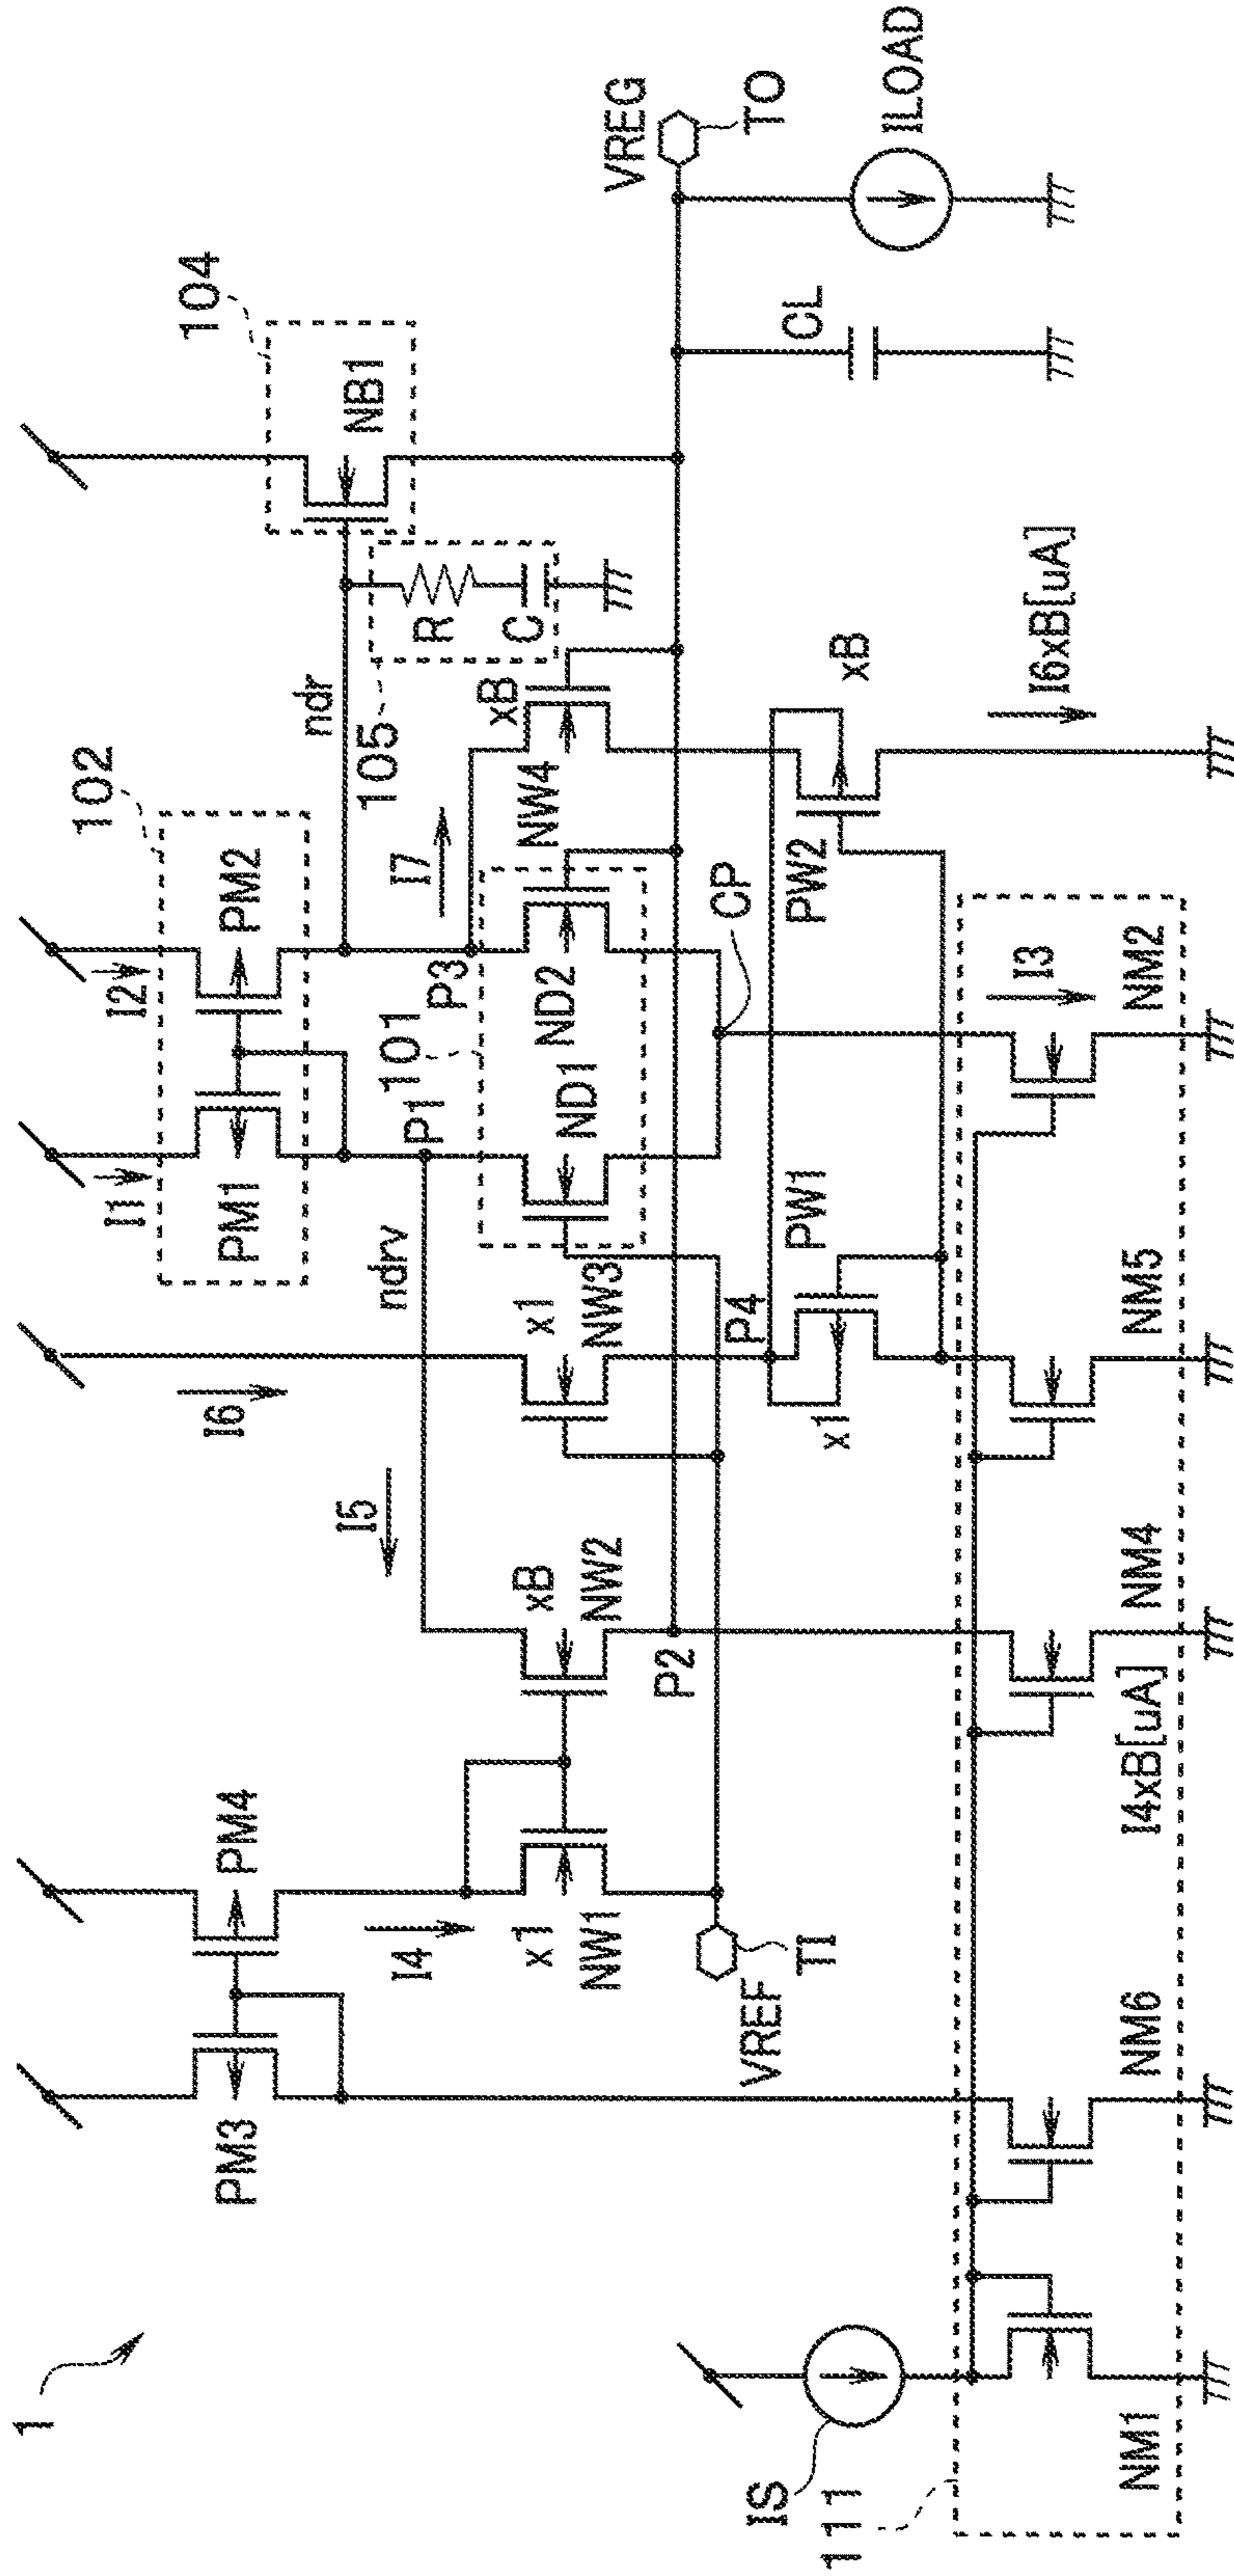 1
102
104
I1
I2
PM1
PM2
PM3
PM4
I6
ndrv
ndr
NB1
I5
P1
P3
I7
105
R
C
101
I4
x1
NW1
xB
NW2
x1
NW3
ND1
ND2
xB
NW4
VREG
TO
VREF
TI
P2
P4
CP
CL
ILOAD
x1
PW1
PW2
xB
IS
111
NM1
NM6
I4xB[uA]
NM4
NM5
I3
NM2
I6xB[uA]